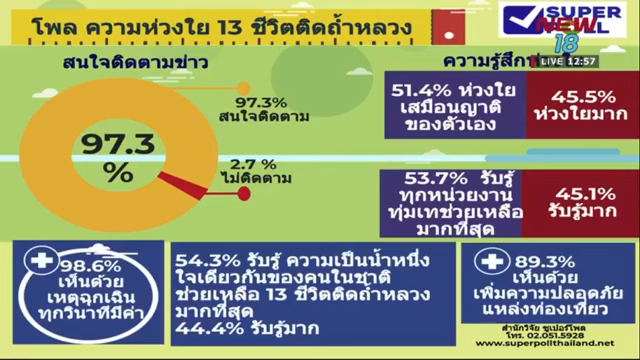 โพล ความห่วงใย 13 ชีวิตติดถ้ำหลวง
SUPER
NEW
18
LIVE 12:57
สนใจติดตามข่าว
97.3%
สนใจติดตาม
97.3
%
2.7 %
ไม่ติดตาม
ความรู้สึก
51.4% ห่วงใย
เสมือนญาติ
ของตัวเอง
45.5%
ห่วงใยมาก
53.7% รับรู้
ทุกหน่วยงาน
ทุ่มเทช่วยเหลือ
มากที่สุด
45.1%
รับรู้มาก
98.6%
เห็นด้วย
เหตุฉุกเฉิน
ทุกวินาทีมีค่า
54.3% รับรู้ ความเป็นน้ำหนึ่ง
ใจเดียวกันของคนในชาติ
ช่วยเหลือ 13 ชีวิตติดถ้ำหลวง
มากที่สุด
44.4% รับรู้มาก
89.3%
เห็นด้วย
เพิ่มความปลอดภัย
แหล่งท่องเที่ยว
สำนักวิจัย ซูเปอร์โพล
โทร. 02.051.5928
www.superpollthailand.net